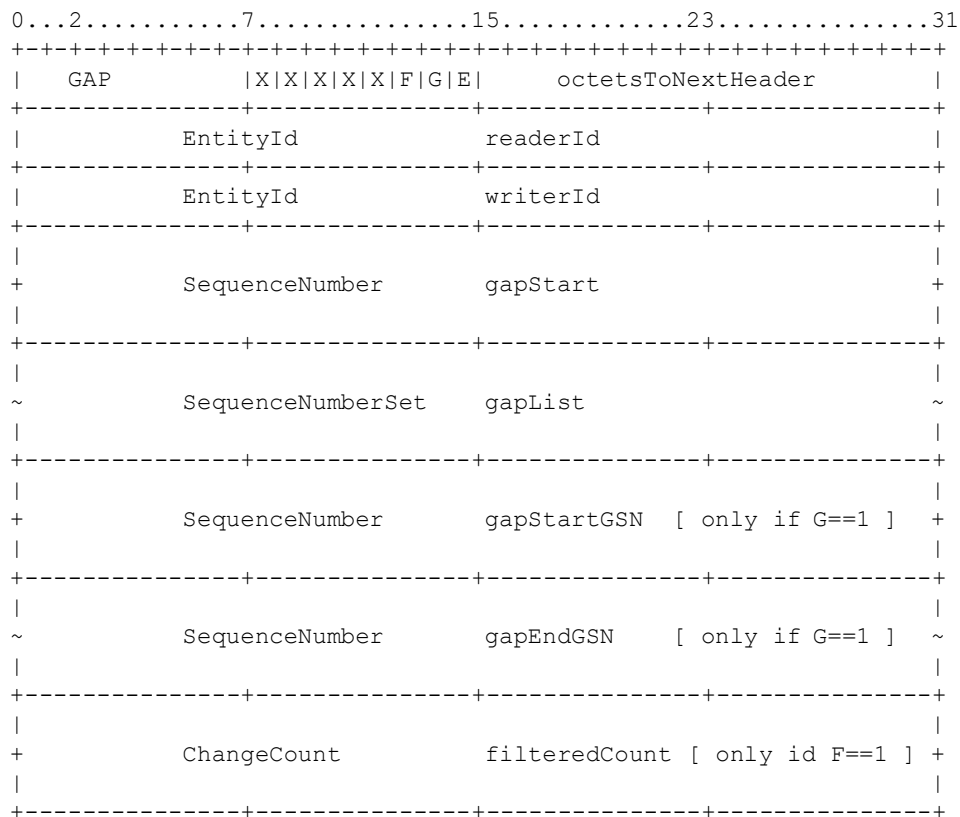 0...2...........7...............15.............23...............31
+-+-+-+-+-+-+-+-+-+-+-+-+-+-+-+-+-+-+-+-+-+-+-+-+-+-+-+-+-+-+-+-+
|   GAP         |X|X|X|X|X|F|G|E|     octetsToNextHeader        |
+---------------+---------------+---------------+---------------+
|           EntityId             readerId                       |
+---------------+---------------+---------------+---------------+
|           EntityId             writerId                       |
+---------------+---------------+---------------+---------------+
|                                                               |
+           SequenceNumber       gapStart                       +
|                                                               |
+---------------+---------------+---------------+---------------+
|                                                               |
~           SequenceNumberSet    gapList                        ~
|                                                               |
+---------------+---------------+---------------+---------------+
|                                                               |
+           SequenceNumber       gapStartGSN  [ only if G==1 ]  +
|                                                               |
+---------------+---------------+---------------+---------------+
|                                                               |
~           SequenceNumber       gapEndGSN    [ only if G==1 ]  ~
|                                                               |
+---------------+---------------+---------------+---------------+
|                                                               |
+           ChangeCount          filteredCount [ only id F==1 ] +
|                                                               |
+---------------+---------------+---------------+---------------+